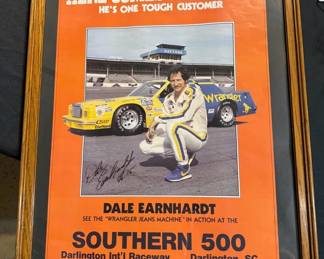 HE'S ONE TOUGH CUSTOMER
Wrangler
DALE EARNHARDT
SEE THE "WRANGLER JEANS MACHINE" IN ACTION AT THE
SOUTHERN 500
Darlington Int'l Raceway Darlington, SC